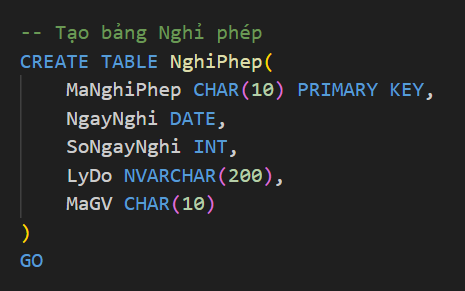 -- Tạo bảng Nghỉ phép
CREATE TABLE NghiPhep(
MaNghiPhep CHAR(10) PRIMARY KEY,
NgayNghi DATE,
SoNgayNghi INT,
LyDo NVARCHAR(200),
MaGV CHAR(10)
)
GO